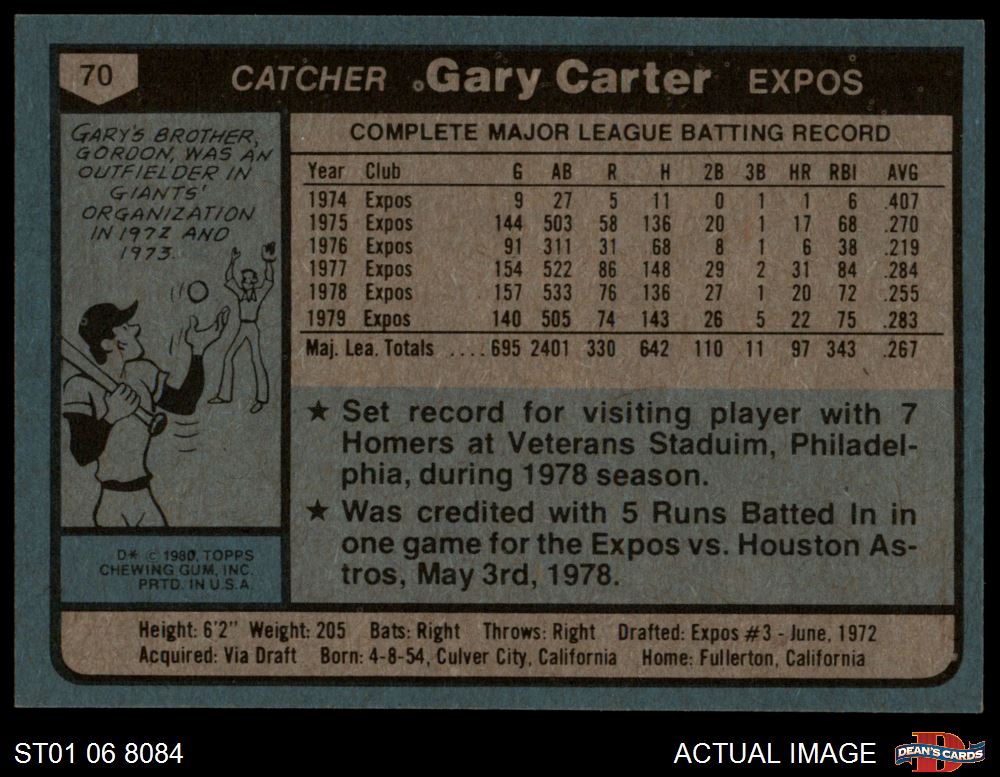 70
CATCHER Gary Carter EXPOS
GARY'S BROTHER,
GORDON, WAS AN
OUTFIELDER IN
GIANTS'
ORGANIZATION
IN 1972 AND
1973.
COMPLETE MAJOR LEAGUE BATTING RECORD
Year Club G AB R H 2B 3B HR RBI AVG
1974 Expos 9 27 5 11 0 1 1 6 .407
1975 Expos 144 503 58 136 20 1 17 68 .270
1976 Expos 91 311 31 68 8 1 6 38 .219
1977 Expos 154 522 86 148 29 2 31 84 .284
1978 Expos 157 533 76 136 27 1 20 72 .255
1979 Expos 140 505 74 143 26 5 22 75 .283
Maj. Lea. Totals .... 695 2401 330 642 110 11 97 343 .267
★ Set record for visiting player with 7
Homers at Veterans Staduim, Philadel-
phia, during 1978 season.
★ Was credited with 5 Runs Batted In in
one game for the Expos vs. Houston As-
tros, May 3rd, 1978.
D* © 1980, TOPPS
CHEWING GUM, INC.
PRTD. IN U.S.A.
Height: 6'2" Weight: 205 Bats: Right Throws: Right Drafted: Expos #3 - June, 1972
Acquired: Via Draft Born: 4-8-54, Culver City, California Home: Fullerton, California
ST01 06 8084
ACTUAL IMAGE
DEAN'S CARDS